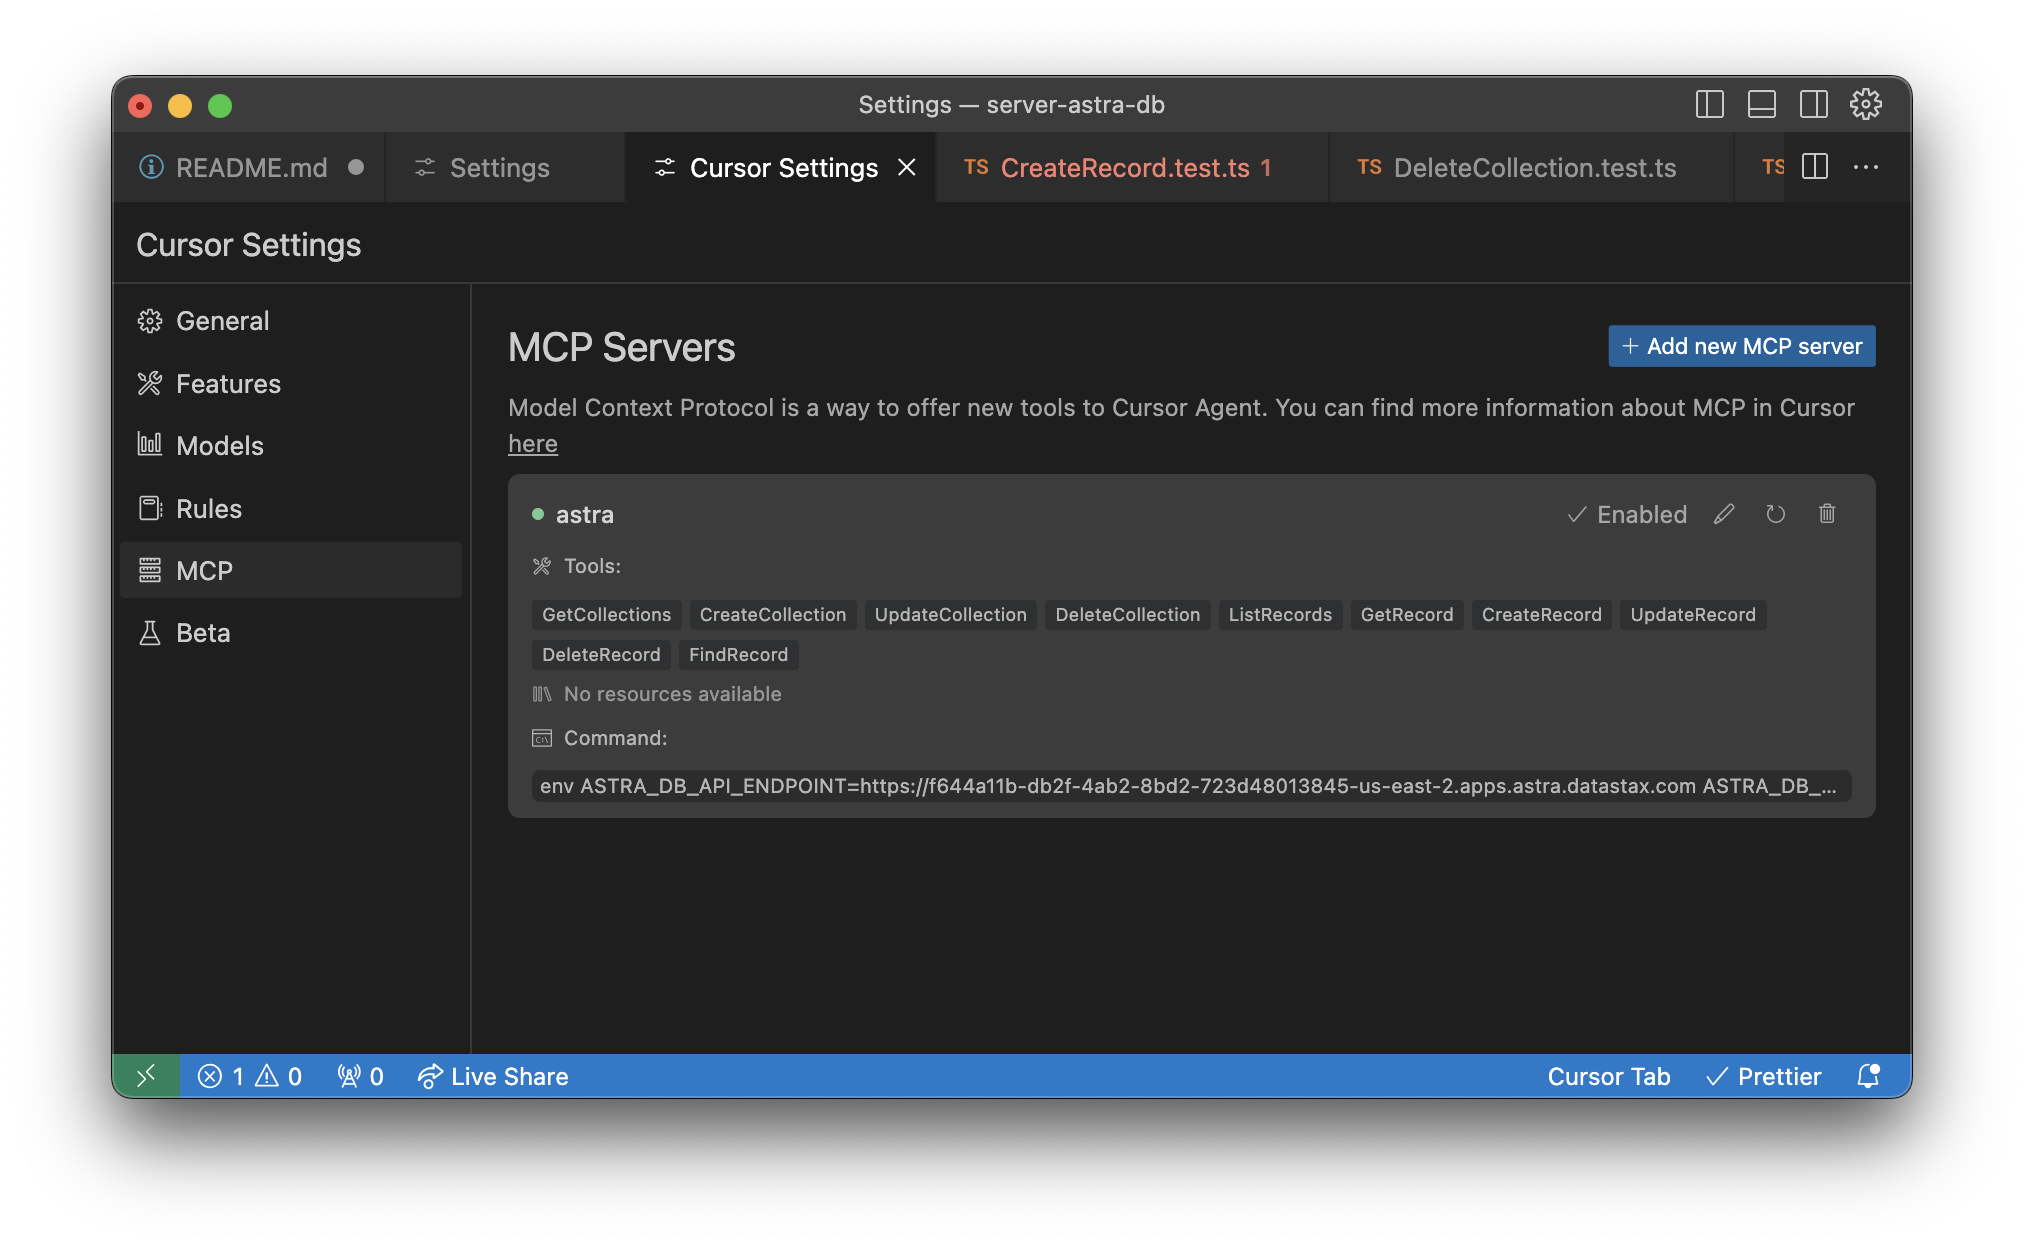 Settings — server-astra-db
README.md
Settings
Cursor Settings
TS CreateRecord.test.ts 1
TS DeleteCollection.test.ts
TS
Cursor Settings
General
Features
Models
Rules
MCP
Beta
MCP Servers
+ Add new MCP server
Model Context Protocol is a way to offer new tools to Cursor Agent. You can find more information about MCP in Cursor
here
astra
Enabled
Tools:
GetCollections CreateCollection UpdateCollection DeleteCollection ListRecords GetRecord CreateRecord UpdateRecord
DeleteRecord FindRecord
No resources available
Command:
env ASTRA_DB_API_ENDPOINT=https://f644a11b-db2f-4ab2-8bd2-723d48013845-us-east-2.apps.astra.datastax.com ASTRA_DB_...
1 0 0 Live Share
Cursor Tab Prettier